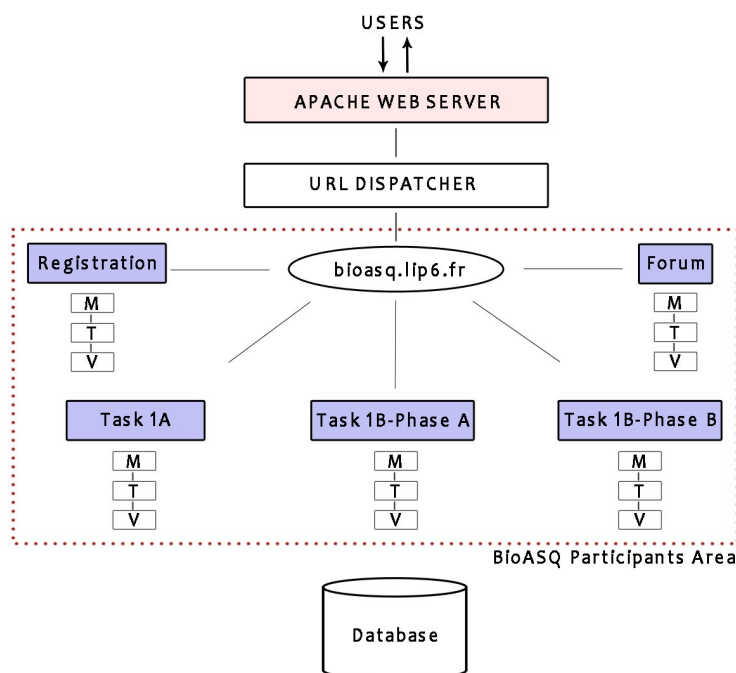 USERS
APACHE WEB SERVER
URL DISPATCHER
Registration
bioasq.lip6.fr
Forum
M
T
V
M
T
V
Task 1A
Task 1B-Phase A
Task 1B-Phase B
M
T
V
M
T
V
M
T
V
BioASQ Participants Area
Database